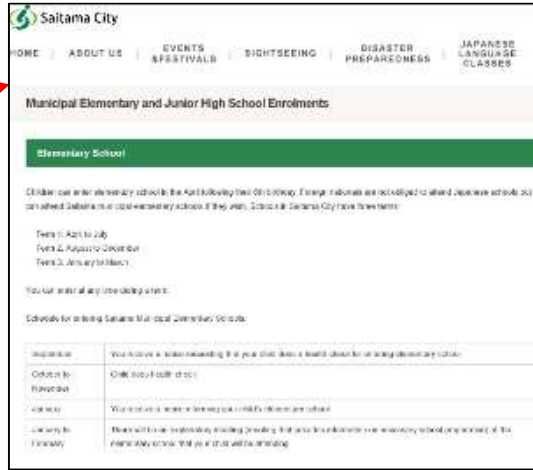 Saitama City
HOME | ABOUT US | EVENTS & FESTIVALS | SIGHTSEEING | DISASTER PREPAREDNESS | JAPANESE LANGUAGE CLASSES
Municipal Elementary and Junior High School Enrolments
Elementary School
Children can enter elementary school in the April following their 6th birthday. Foreign nationals are not obliged to attend Japanese schools but
can attend Saitama municipal elementary schools if they wish. Schools in Saitama City have three terms:
Term 1: April to July
Term 2: August to December
Term 3: January to March
You can enter at any time during a term.
Schedule for entering Saitama Municipal Elementary Schools:
September You receive a notice requesting that your child does a health check for entering elementary school
October to
November
Child does health check
January You receive a notice informing you child's elementary school
January to
February
There will be an explanatory meeting (meeting that provides information on necessary school preparations) at the
elementary school that your child will be attending